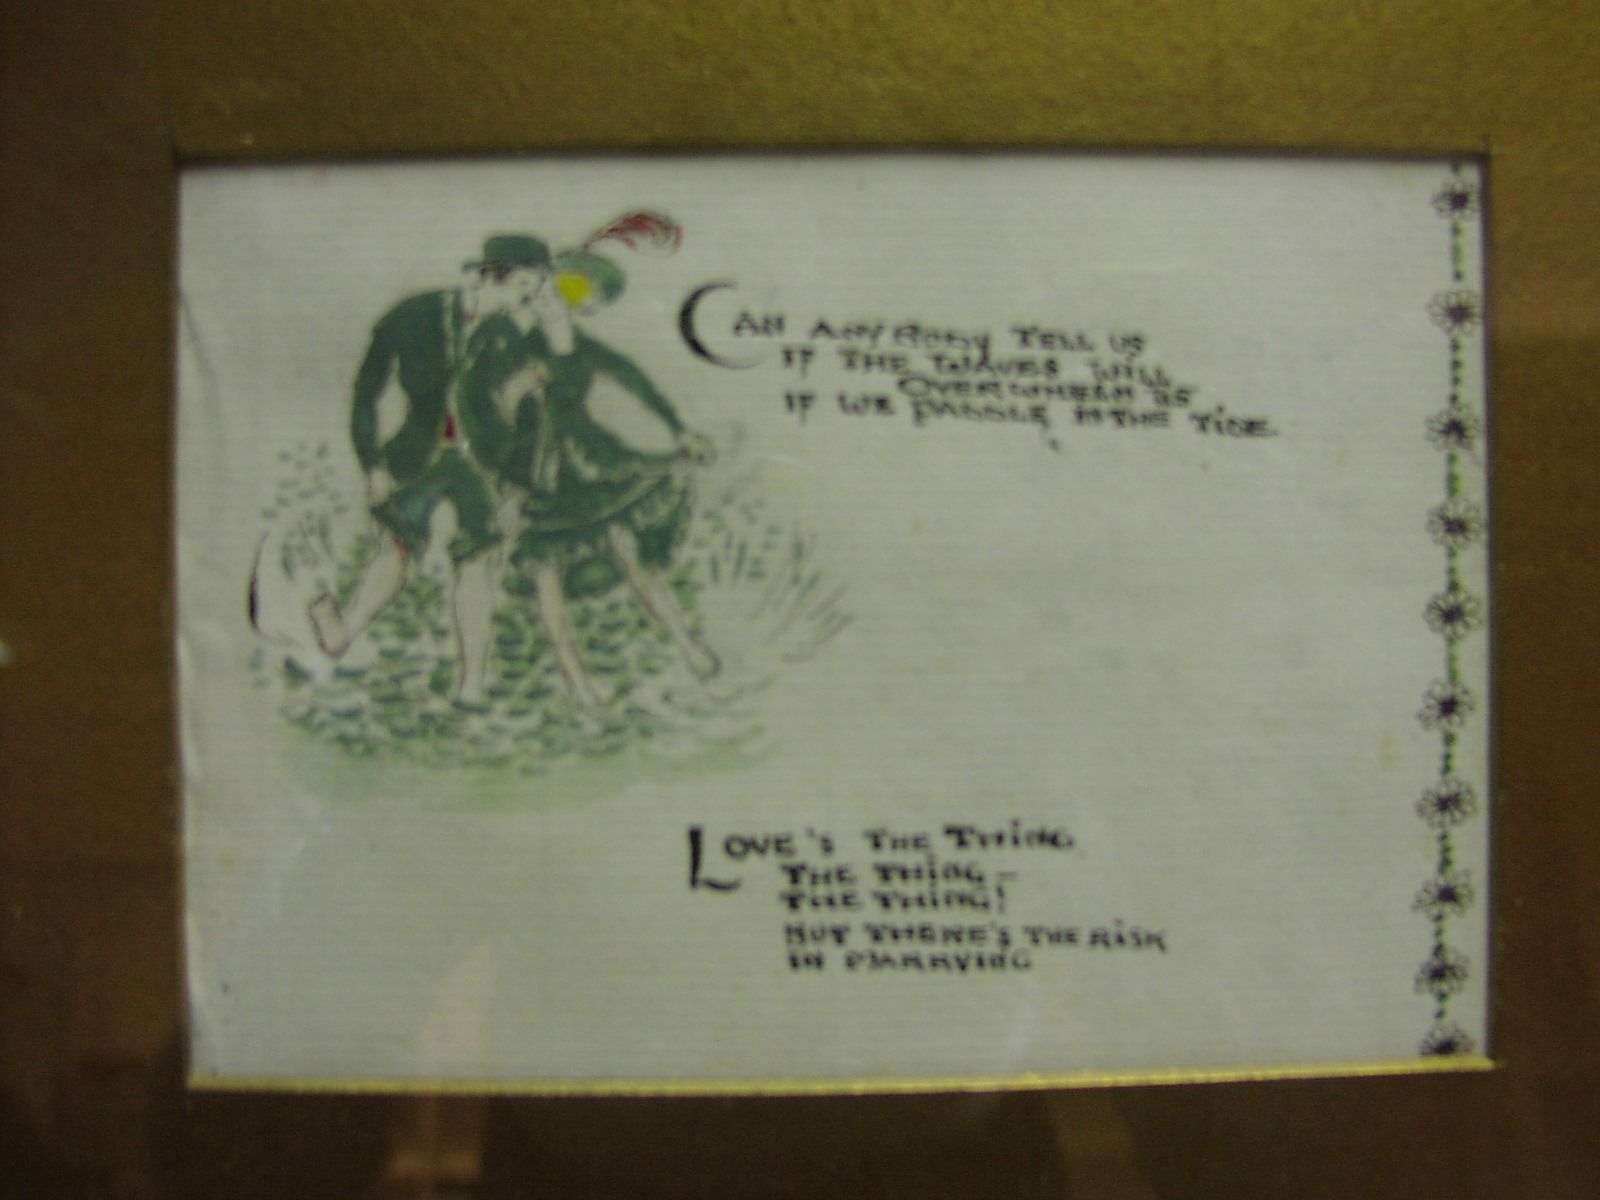 CAN ANYBODY TELL US
IF THE WAVES WILL
OVERWHELM US
IF WE PADDLE IN THE TIDE.
LOVE'S THE THING
THE THING –
THE THING!
BUT THERE'S THE RISK
IN MARRYING